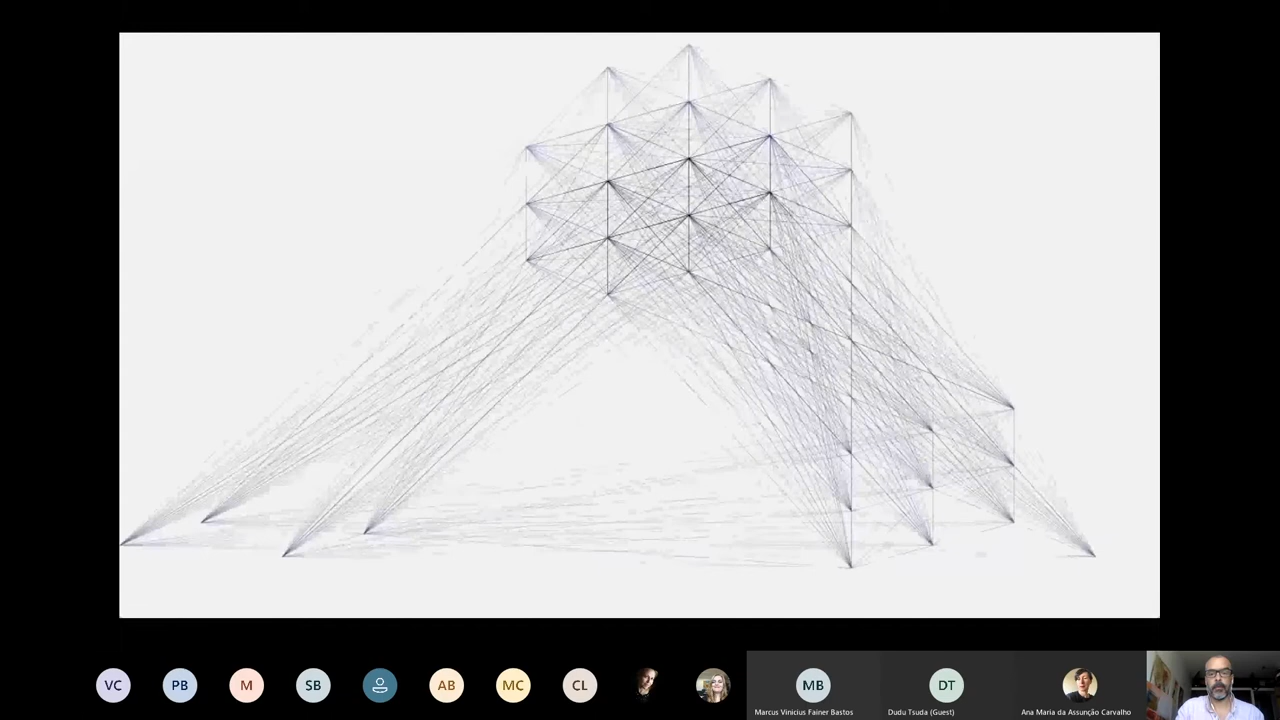 VC
PB
M
SB
AB
MC
CL
MB
DT
Marcus Vinicius Fainer Bastos
Dudu Tsuda (Guest)
Ana Maria da Assunção Carvalho